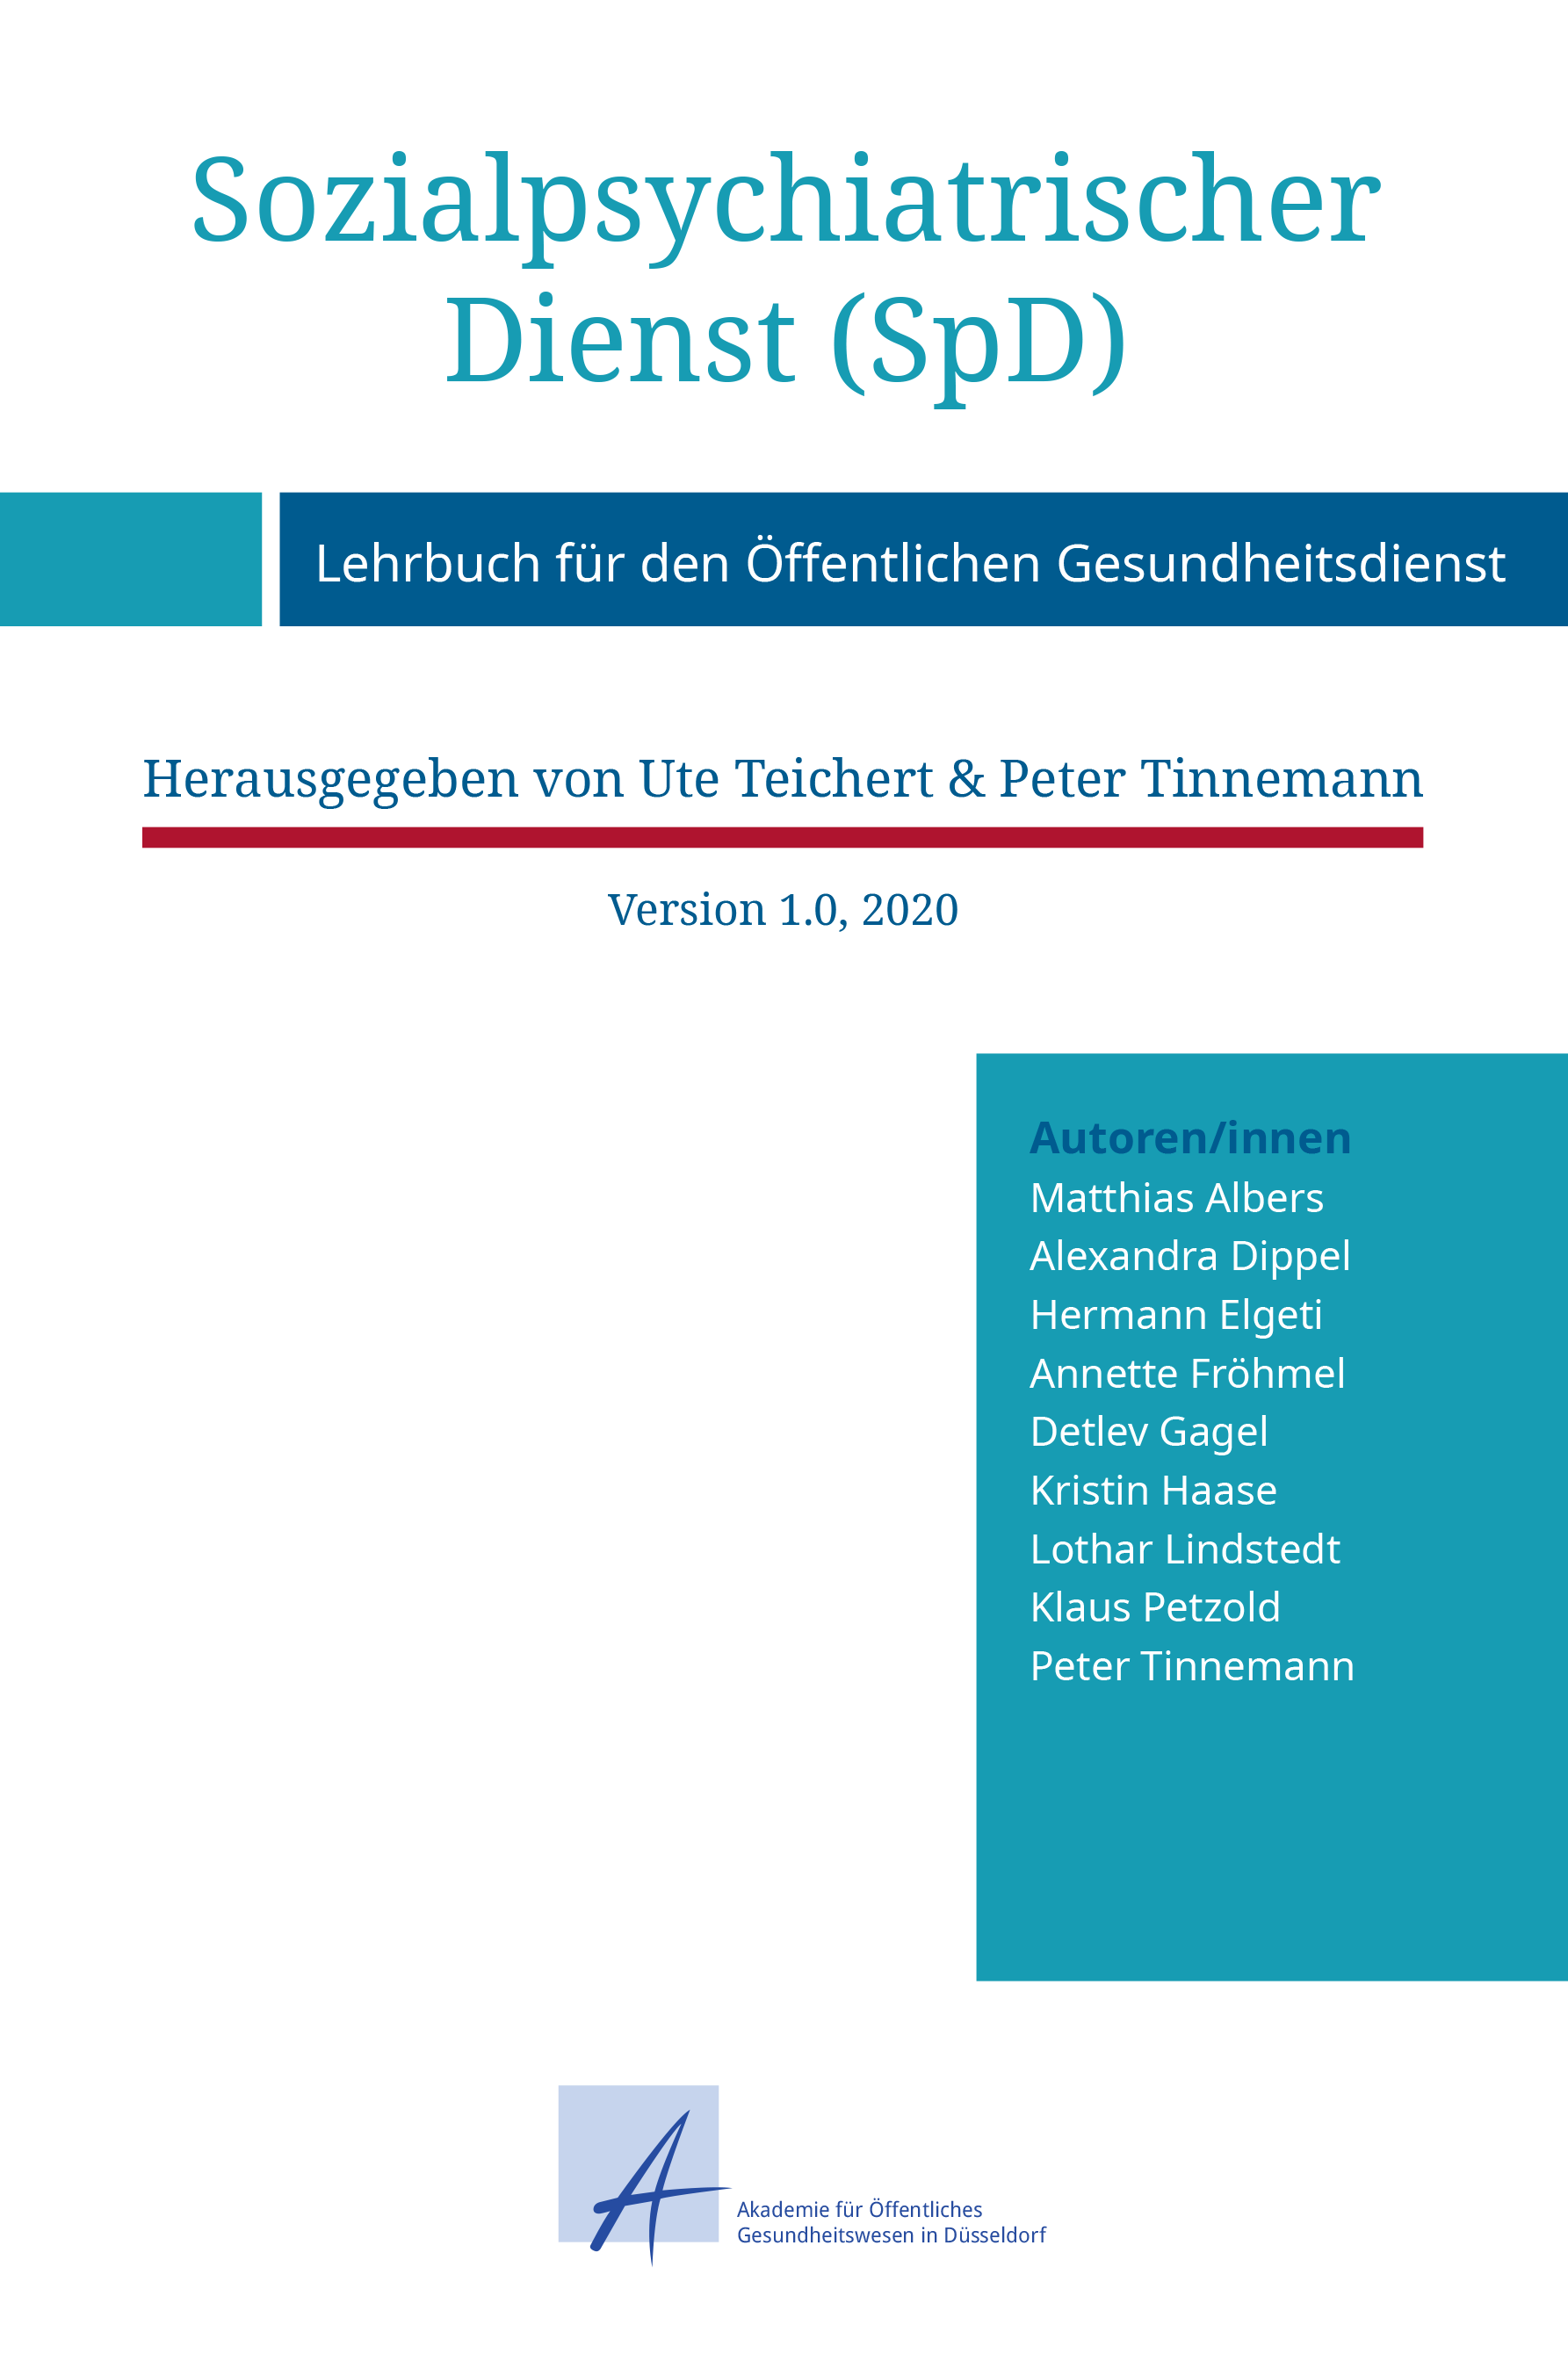 Sozialpsychiatrischer
Dienst (SpD)
Lehrbuch für den Öffentlichen Gesundheitsdienst
Herausgegeben von Ute Teichert & Peter Tinnemann
Version 1.0, 2020
Autoren/innen
Matthias Albers
Alexandra Dippel
Hermann Elgeti
Annette Fröhmel
Detlev Gagel
Kristin Haase
Lothar Lindstedt
Klaus Petzold
Peter Tinnemann
A
Akademie für Öffentliches
Gesundheitswesen in Düsseldorf